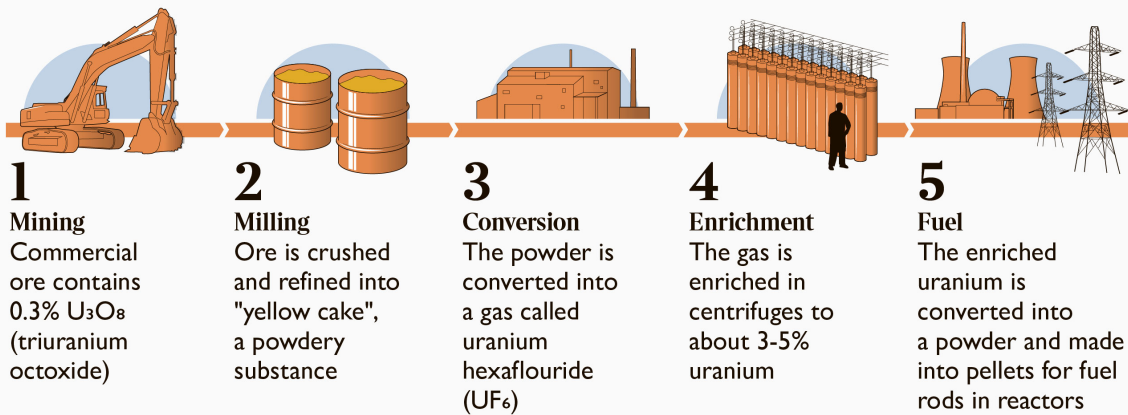 1
Mining
Commercial
ore contains
0.3% U₃O₈
(triuranium
octoxide)
2
Milling
Ore is crushed
and refined into
"yellow cake",
a powdery
substance
3
Conversion
The powder is
converted into
a gas called
uranium
hexaflouride
(UF₆)
4
Enrichment
The gas is
enriched in
centrifuges to
about 3-5%
uranium
5
Fuel
The enriched
uranium is
converted into
a powder and made
into pellets for fuel
rods in reactors